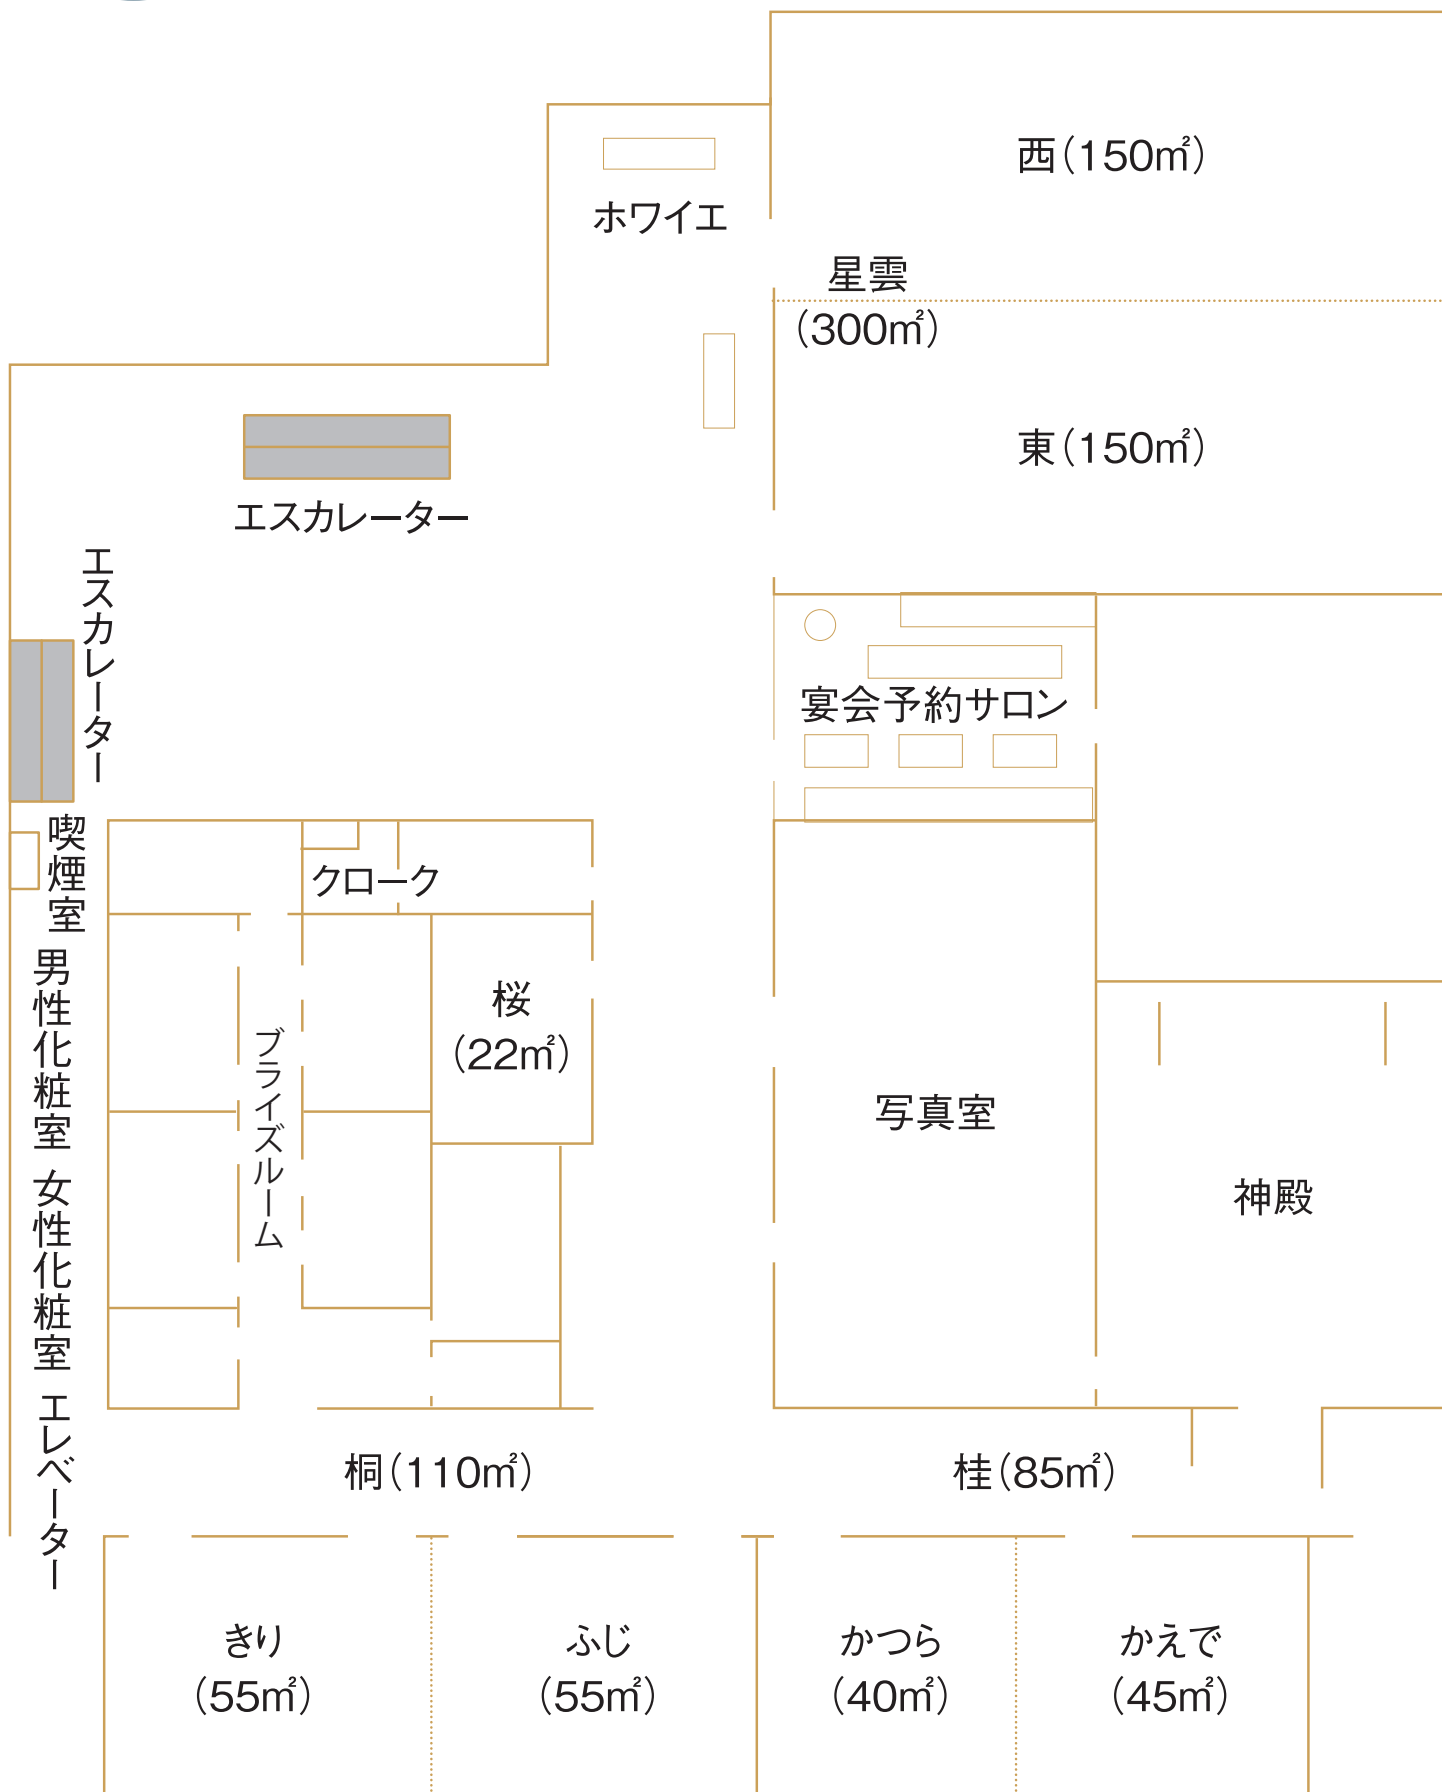 西(150㎡)
ホワイエ
星雲
(300㎡)
東(150㎡)
エスカレーター
エスカレーター
宴会予約サロン
喫煙室
クローク
男性化粧室
桜
(22㎡)
ブライズルーム
写真室
女性化粧室
神殿
エレベーター
桐(110㎡)
桂(85㎡)
きり
(55㎡)
ふじ
(55㎡)
かつら
(40㎡)
かえで
(45㎡)